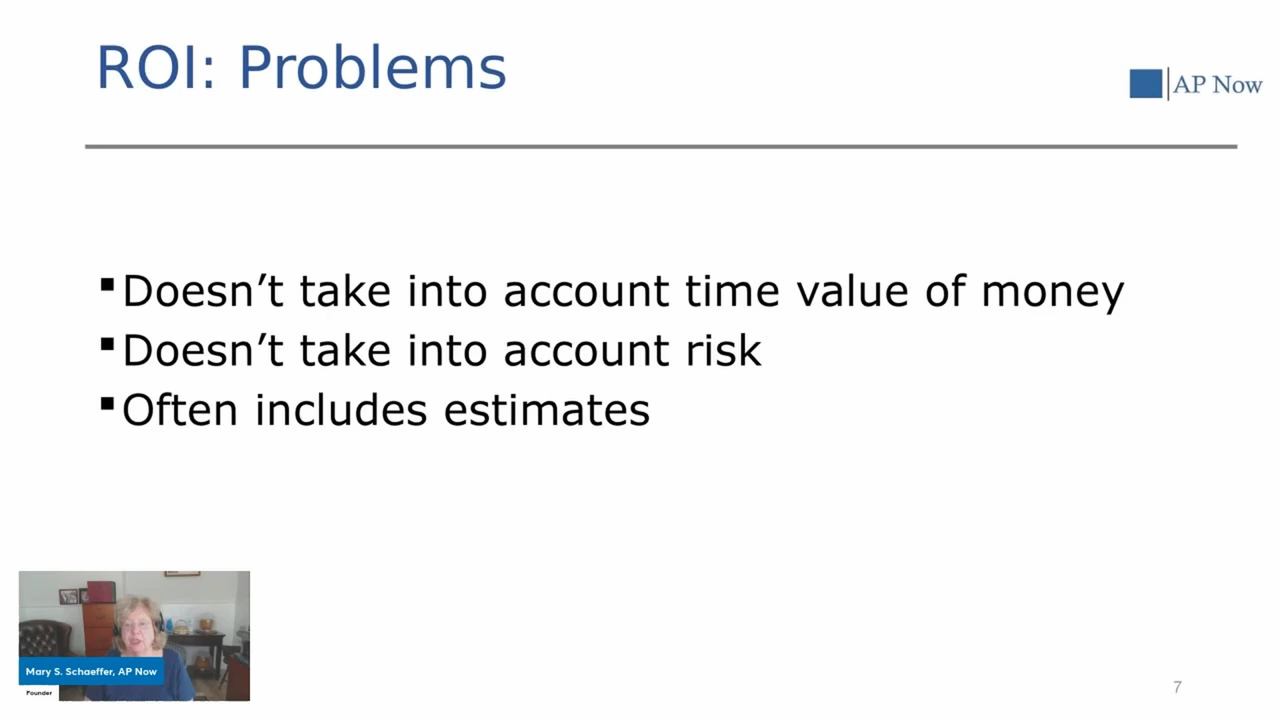 ROI: Problems
AP Now
▪Doesn’t take into account time value of money
▪Doesn’t take into account risk
▪Often includes estimates
Mary S. Schaeffer, AP Now
Founder
7